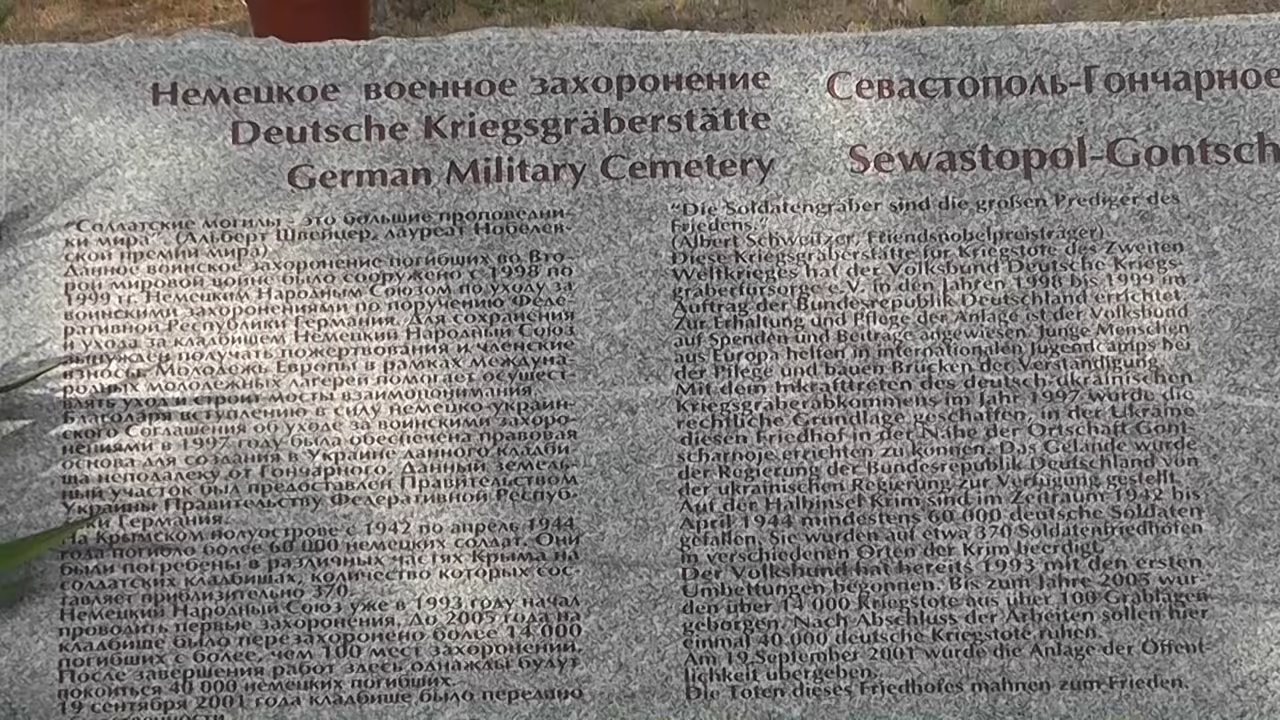 Немецкое военное захоронение
Deutsche Kriegsgräberstätte
German Military Cemetery
Севастополь-Гончарное
Sewastopol-Gontsch
"Солдатские могилы - это большие проповедни-
ки мира". (Альберт Швейцер, лауреат Нобелев-
ской премии мира)
Данное воинское захоронение погибших во Вто-
рой мировой войне было сооружено с 1998 по
1999 гг. Немецким Народным Союзом по уходу за
воинскими захоронениями по поручению Феде-
ративной Республики Германия. Для сохранения
и ухода за кладбищем Немецкий Народный Союз
вынужден получать пожертвования и членские
взносы. Молодежь Европы в рамках междуна-
родных молодежных лагерей помогает осущест-
влять уход и строит мосты взаимопонимания.
Благодаря вступлению в силу немецко-украин-
ского Соглашения об уходе за воинскими захоро-
нениями в 1997 году была обеспечена правовая
основа для создания в Украине данного кладби
ща неподалеку от Гончарного. Данный земель-
ный участок был предоставлен Правительством
Украины Правительству Федеративной Респуб-
ки Германия.
На Крымском полуострове с 1942 по апрель 1944
года погибло более 60 000 немецких солдат. Они
были погребены в различных частях Крыма на
солдатских кладбищах, количество которых сос-
тавляет приблизительно 370.
Немецкий Народный Союз уже в 1993 году начал
проводить первые захоронения. До 2005 года на
кладбище было перезахоронено более 14 000
погибших с более, чем 100 мест захоронений.
После завершения работ здесь однажды будут
покоиться 40 000 немецких погибших.
19 сентября 2001 года кладбище было передано
"Die Soldatengräber sind die großen Prediger des
Friedens."
(Albert Schweitzer, Friendsnobelpreisträger)
Diese Kriegsgräberstätte für Kriegstote des Zweiten
Weltkrieges hat der Volksbund Deutsche Kriegs-
gräberfürsorge e.V. in den Jahren 1998 bis 1999 im
Auftrag der Bundesrepublik Deutschland errichtet.
Zur Erhaltung und Pflege der Anlage ist der Volksbund
auf Spenden und Beiträge angewiesen. Junge Menschen
aus Europa helfen in internationalen Jugendcamps bei
der Pflege und bauen Brücken der Verständigung.
Mit dem Inkrafttreten des deutsch-ukrainischen
Kriegsgräberabkommens im Jahr 1997 wurde die
rechtliche Grundlage geschaffen, in der Ukraine
diesen Friedhof in der Nähe der Ortschaft Gont-
scharnoje errichten zu können. Das Gelände wurde
der Regierung der Bundesrepublik Deutschland von
der ukrainischen Regierung zur Verfügung gestellt.
Auf der Halbinsel Krim sind im Zeitraum 1942 bis
April 1944 mindestens 60 000 deutsche Soldaten
gefallen. Sie wurden auf etwa 370 Soldatenfriedhöfen
in verschiedenen Orten der Krim beerdigt.
Der Volksbund hat bereits 1993 mit den ersten
Umbettungen begonnen. Bis zum Jahre 2005 wur-
den über 14 000 Kriegstote aus über 100 Grablagen
geborgen. Nach Abschluss der Arbeiten sollen hier
einmal 40 000 deutsche Kriegstote ruhen.
Am 19.September 2001 wurde die Anlage der Öffent-
lichkeit übergeben.
Die Toten dieses Friedhofes mahnen zum Frieden.